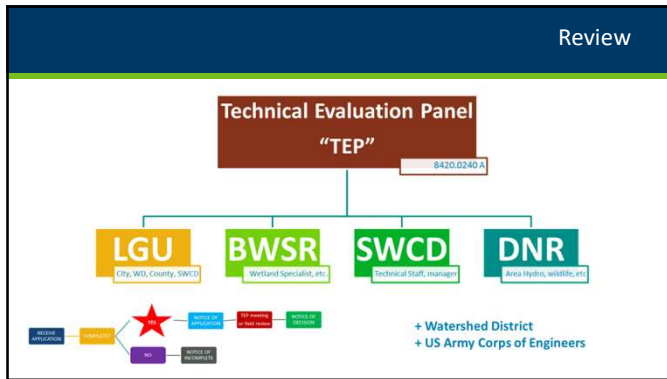 Review
Technical Evaluation Panel
“TEP”
8420.0240 A
LGU
City, WD, County, SWCD
BWSR
Wetland Specialist, etc.
SWCD
Technical Staff, manager
DNR
Area Hydro, wildlife, etc
RECEIVE
APPLICATION
COMPLETE?
YES
NOTICE OF
APPLICATION
TEP meeting
or field review
NOTICE OF
DECISION
NO
NOTICE OF
INCOMPLETE
+ Watershed District
+ US Army Corps of Engineers